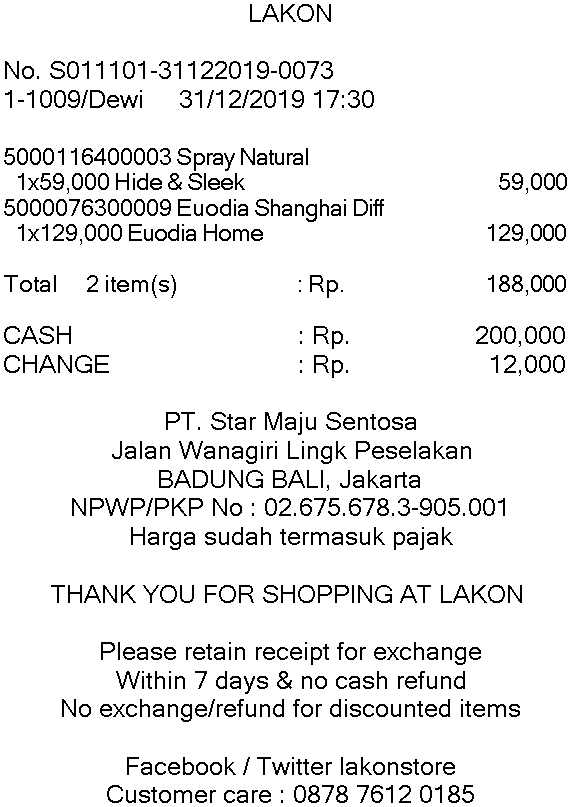 LAKON
No. S011101-31122019-0073
1-1009/Dewi 31/12/2019 17:30
5000116400003 Spray Natural
1x59,000 Hide & Sleek 59,000
5000076300009 Euodia Shanghai Diff
1x129,000 Euodia Home 129,000
Total 2 item(s) : Rp. 188,000
CASH : Rp. 200,000
CHANGE : Rp. 12,000
PT. Star Maju Sentosa
Jalan Wanagiri Lingk Peselakan
BADUNG BALI, Jakarta
NPWP/PKP No : 02.675.678.3-905.001
Harga sudah termasuk pajak
THANK YOU FOR SHOPPING AT LAKON
Please retain receipt for exchange
Within 7 days & no cash refund
No exchange/refund for discounted items
Facebook / Twitter lakonstore
Customer care : 0878 7612 0185